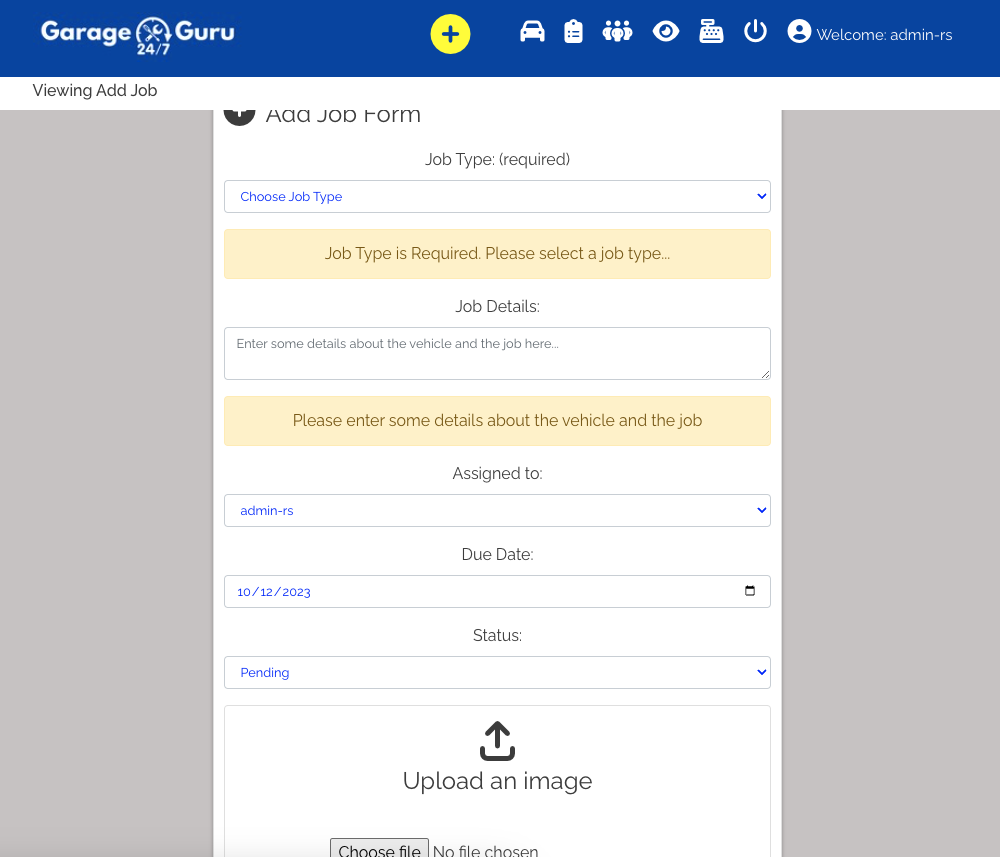 Garage Guru
24/7
Welcome: admin-rs
Viewing Add Job
Add Job Form
Job Type: (required)
Choose Job Type
Job Type is Required. Please select a job type...
Job Details:
Enter some details about the vehicle and the job here...
Please enter some details about the vehicle and the job
Assigned to:
admin-rs
Due Date:
10/12/2023
Status:
Pending
Upload an image
Choose file No file chosen